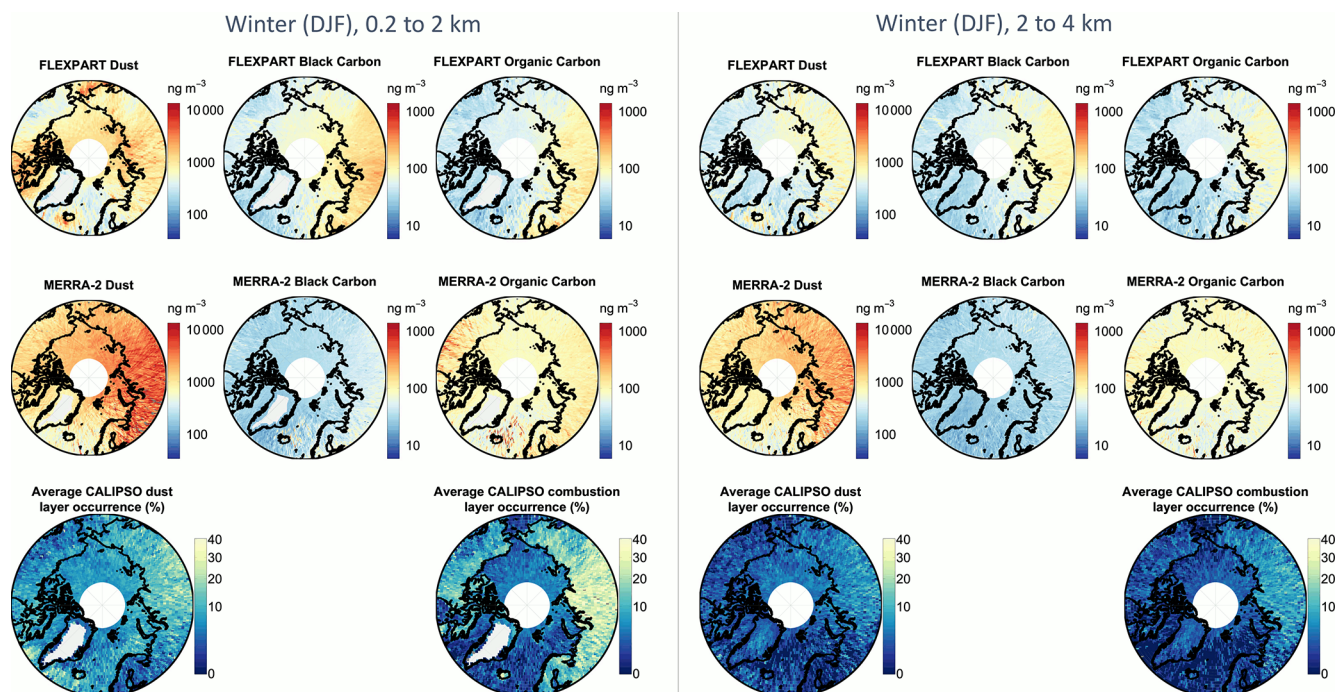 Winter (DJF), 0.2 to 2 km
FLEXPART Dust
ng m⁻³
10 000
1000
100
FLEXPART Black Carbon
ng m⁻³
1000
100
10
FLEXPART Organic Carbon
ng m⁻³
1000
100
10
MERRA-2 Dust
ng m⁻³
10 000
1000
100
MERRA-2 Black Carbon
ng m⁻³
1000
100
10
MERRA-2 Organic Carbon
ng m⁻³
1000
100
10
Average CALIPSO dust
layer occurrence (%)
40
30
20
10
0
Average CALIPSO combustion
layer occurrence (%)
40
30
20
10
0
Winter (DJF), 2 to 4 km
FLEXPART Dust
ng m⁻³
10 000
1000
100
FLEXPART Black Carbon
ng m⁻³
1000
100
10
FLEXPART Organic Carbon
ng m⁻³
1000
100
10
MERRA-2 Dust
ng m⁻³
10 000
1000
100
MERRA-2 Black Carbon
ng m⁻³
1000
100
10
MERRA-2 Organic Carbon
ng m⁻³
1000
100
10
Average CALIPSO dust
layer occurrence (%)
40
30
20
10
0
Average CALIPSO combustion
layer occurrence (%)
40
30
20
10
0